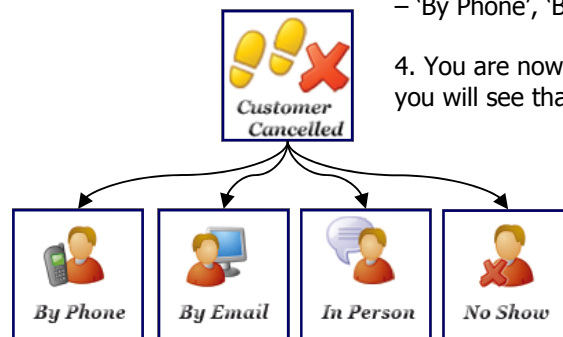 – ‘By Phone’, ‘B
4. You are now
you will see tha
Customer
Cancelled
By Phone
By Email
In Person
No Show